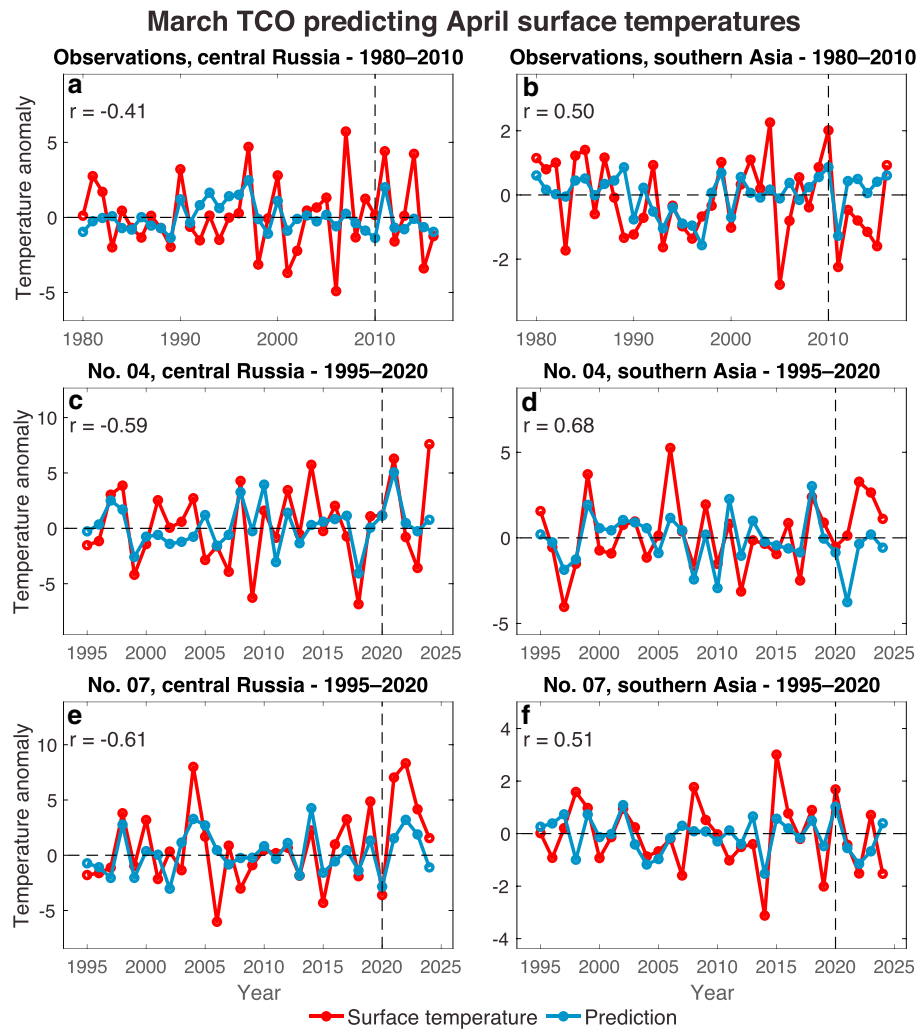 March TCO predicting April surface temperatures
Observations, central Russia - 1980–2010
Observations, southern Asia - 1980–2010
a
r = -0.41
Temperature anomaly
5
0
-5
1980
1990
2000
2010
b
r = 0.50
2
0
-2
1980
1990
2000
2010
No. 04, central Russia - 1995–2020
No. 04, southern Asia - 1995–2020
c
r = -0.59
Temperature anomaly
10
5
0
-5
1995
2000
2005
2010
2015
2020
2025
d
r = 0.68
5
0
-5
1995
2000
2005
2010
2015
2020
2025
No. 07, central Russia - 1995–2020
No. 07, southern Asia - 1995–2020
e
r = -0.61
Temperature anomaly
10
5
0
-5
1995
2000
2005
2010
2015
2020
2025
Year
f
r = 0.51
4
2
0
-2
-4
1995
2000
2005
2010
2015
2020
2025
Year
Surface temperature
Prediction